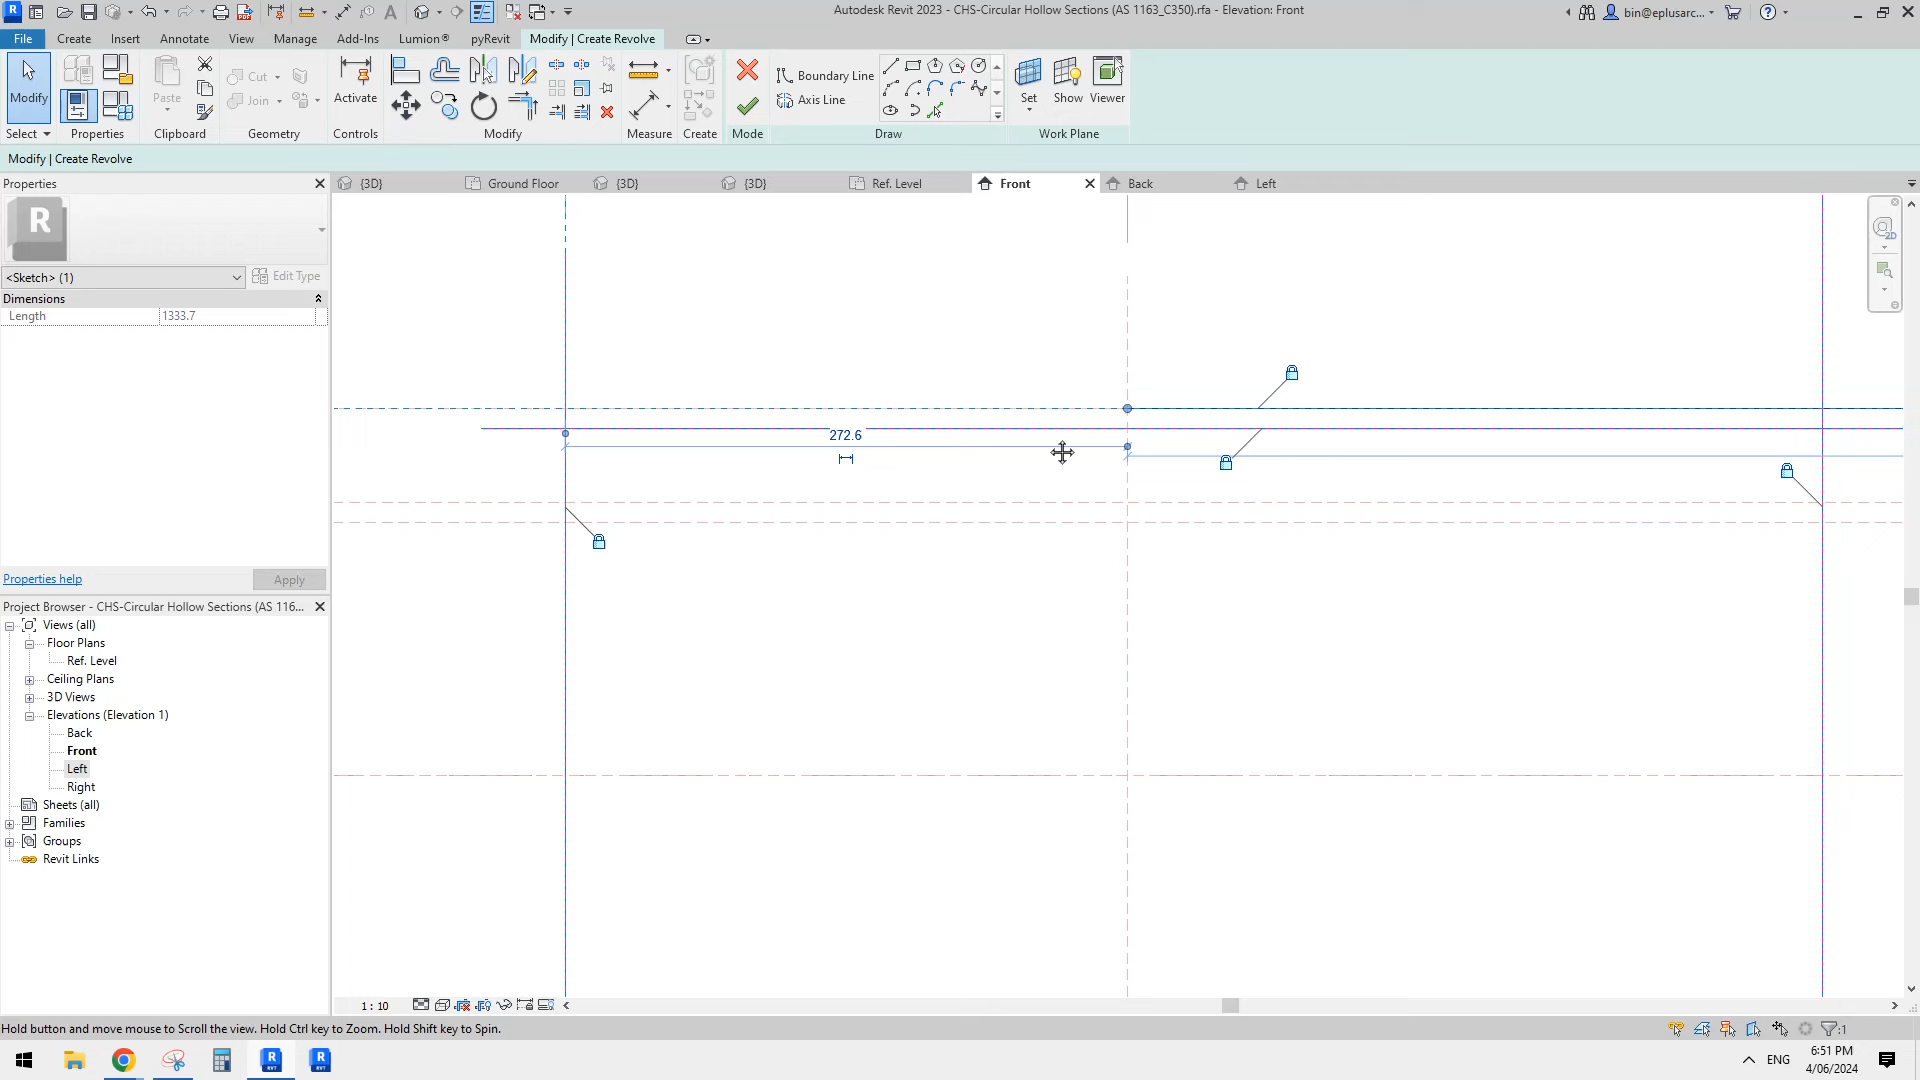 Autodesk Revit 2023 - CHS-Circular Hollow Sections (AS 1163_C350).rfa - Elevation: Front
bin@eplusarc...
File Create Insert Annotate View Manage Add-Ins Lumion® pyRevit Modify | Create Revolve
Modify
Paste
Cut
Join
Activate
Boundary Line
Axis Line
Set
Show
Viewer
Select Properties Clipboard Geometry Controls Modify Measure Create Mode Draw Work Plane
Modify | Create Revolve
Properties
{3D} Ground Floor {3D} {3D} Ref. Level Front Back Left
R
<Sketch> (1)
Edit Type
Dimensions
Length 1333.7
2D
272.6
Properties help
Apply
Project Browser - CHS-Circular Hollow Sections (AS 116...
Views (all)
Floor Plans
Ref. Level
Ceiling Plans
3D Views
Elevations (Elevation 1)
Back
Front
Left
Right
Sheets (all)
Families
Groups
Revit Links
1 : 10
Hold button and move mouse to Scroll the view. Hold Ctrl key to Zoom. Hold Shift key to Spin.
:1
ENG
6:51 PM
4/06/2024